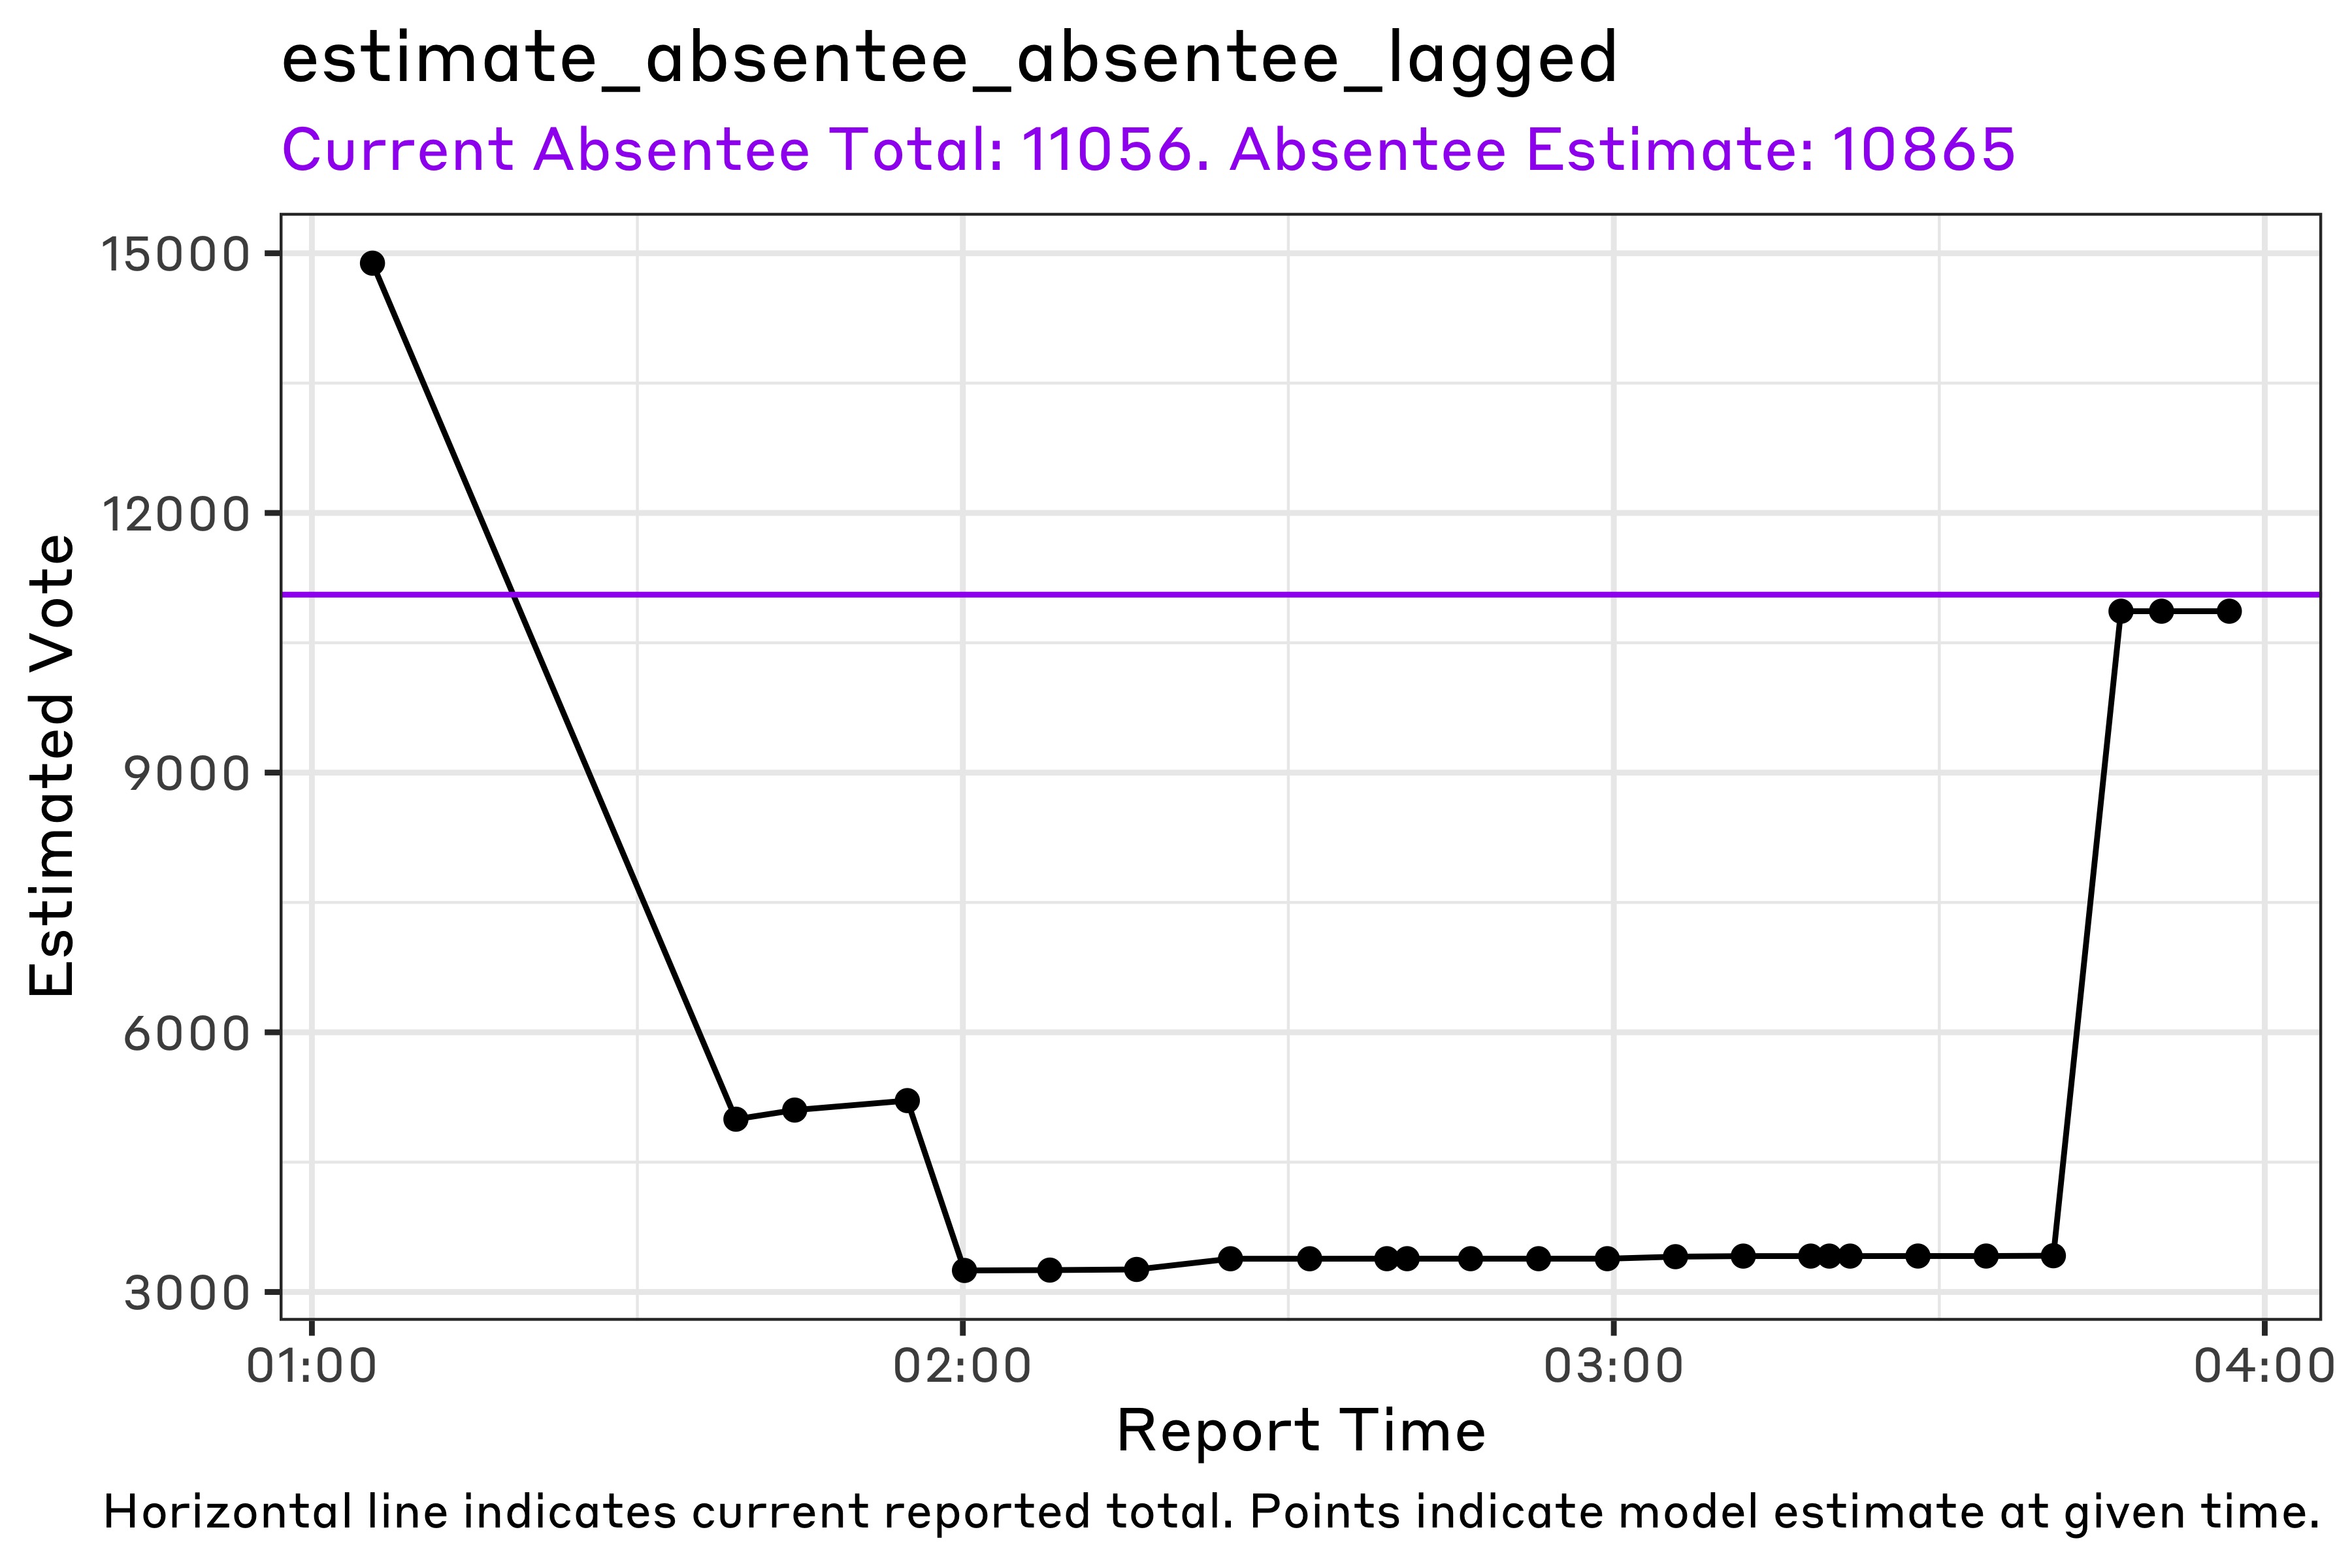 estimate_absentee_absentee_lagged
Current Absentee Total: 11056. Absentee Estimate: 10865
Estimated Vote
15000
12000
9000
6000
3000
01:00
02:00
03:00
04:00
Report Time
Horizontal line indicates current reported total. Points indicate model estimate at given time.